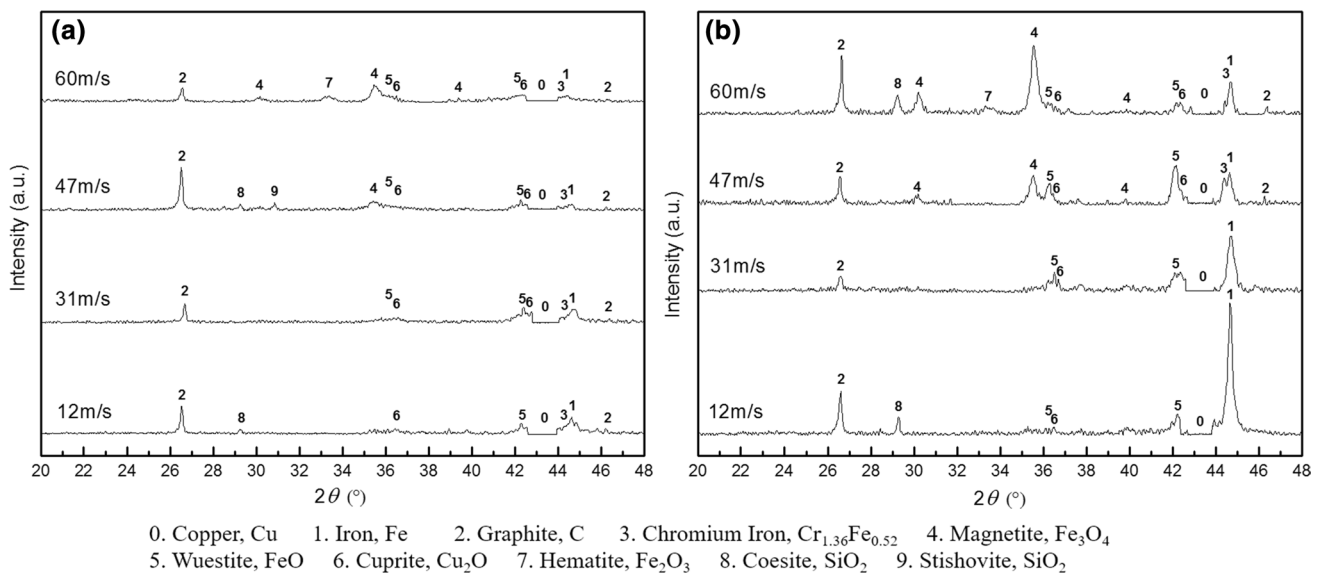 (a)
60m/s
2 4 7 4 5 6 4 5 6 0 3 1 2
47m/s
2 8 9 4 5 6 5 6 0 3 1 2
31m/s
2 5 6 5 6 0 3 1 2
12m/s
2 8 6 5 0 3 1 2
Intensity (a.u.)
20 22 24 26 28 30 32 34 36 38 40 42 44 46 48
2θ (°)
(b)
60m/s
2 8 4 7 4 5 6 4 5 6 0 3 1 2
47m/s
2 4 4 5 6 4 5 6 0 3 1 2
31m/s
2 5 6 5 0 1
12m/s
2 8 5 6 5 0 1
Intensity (a.u.)
20 22 24 26 28 30 32 34 36 38 40 42 44 46 48
2θ (°)
0. Copper, Cu 1. Iron, Fe 2. Graphite, C 3. Chromium Iron, Cr₁.₃₆Fe₀.₅₂ 4. Magnetite, Fe₃O₄
5. Wuestite, FeO 6. Cuprite, Cu₂O 7. Hematite, Fe₂O₃ 8. Coesite, SiO₂ 9. Stishovite, SiO₂